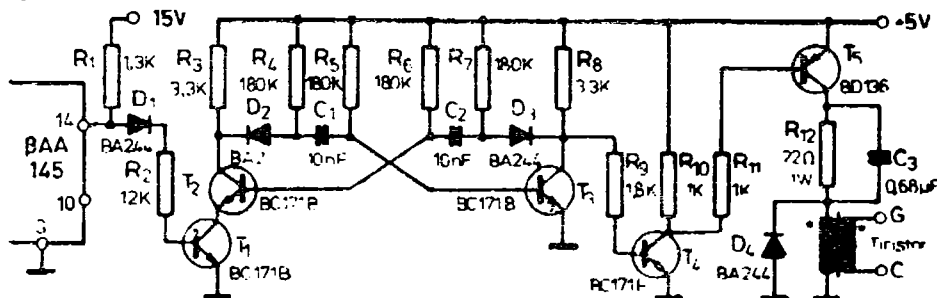 15V
-5V
R1
1,3K
R3
3,3K
R4
180K
R5
180K
R6
180K
R7
180K
R8
3,3K
T5
BD136
14
D1
BA244
D2
C1
10nF
C2
10nF
D3
BA244
BAA
145
R2
12K
T2
BC171B
BC171B
T3
R9
1,8K
R10
1K
R11
1K
R12
22Ω
1W
C3
0,68µF
10
T1
BC171B
T4
D4
BA244
G
Tiristor
C